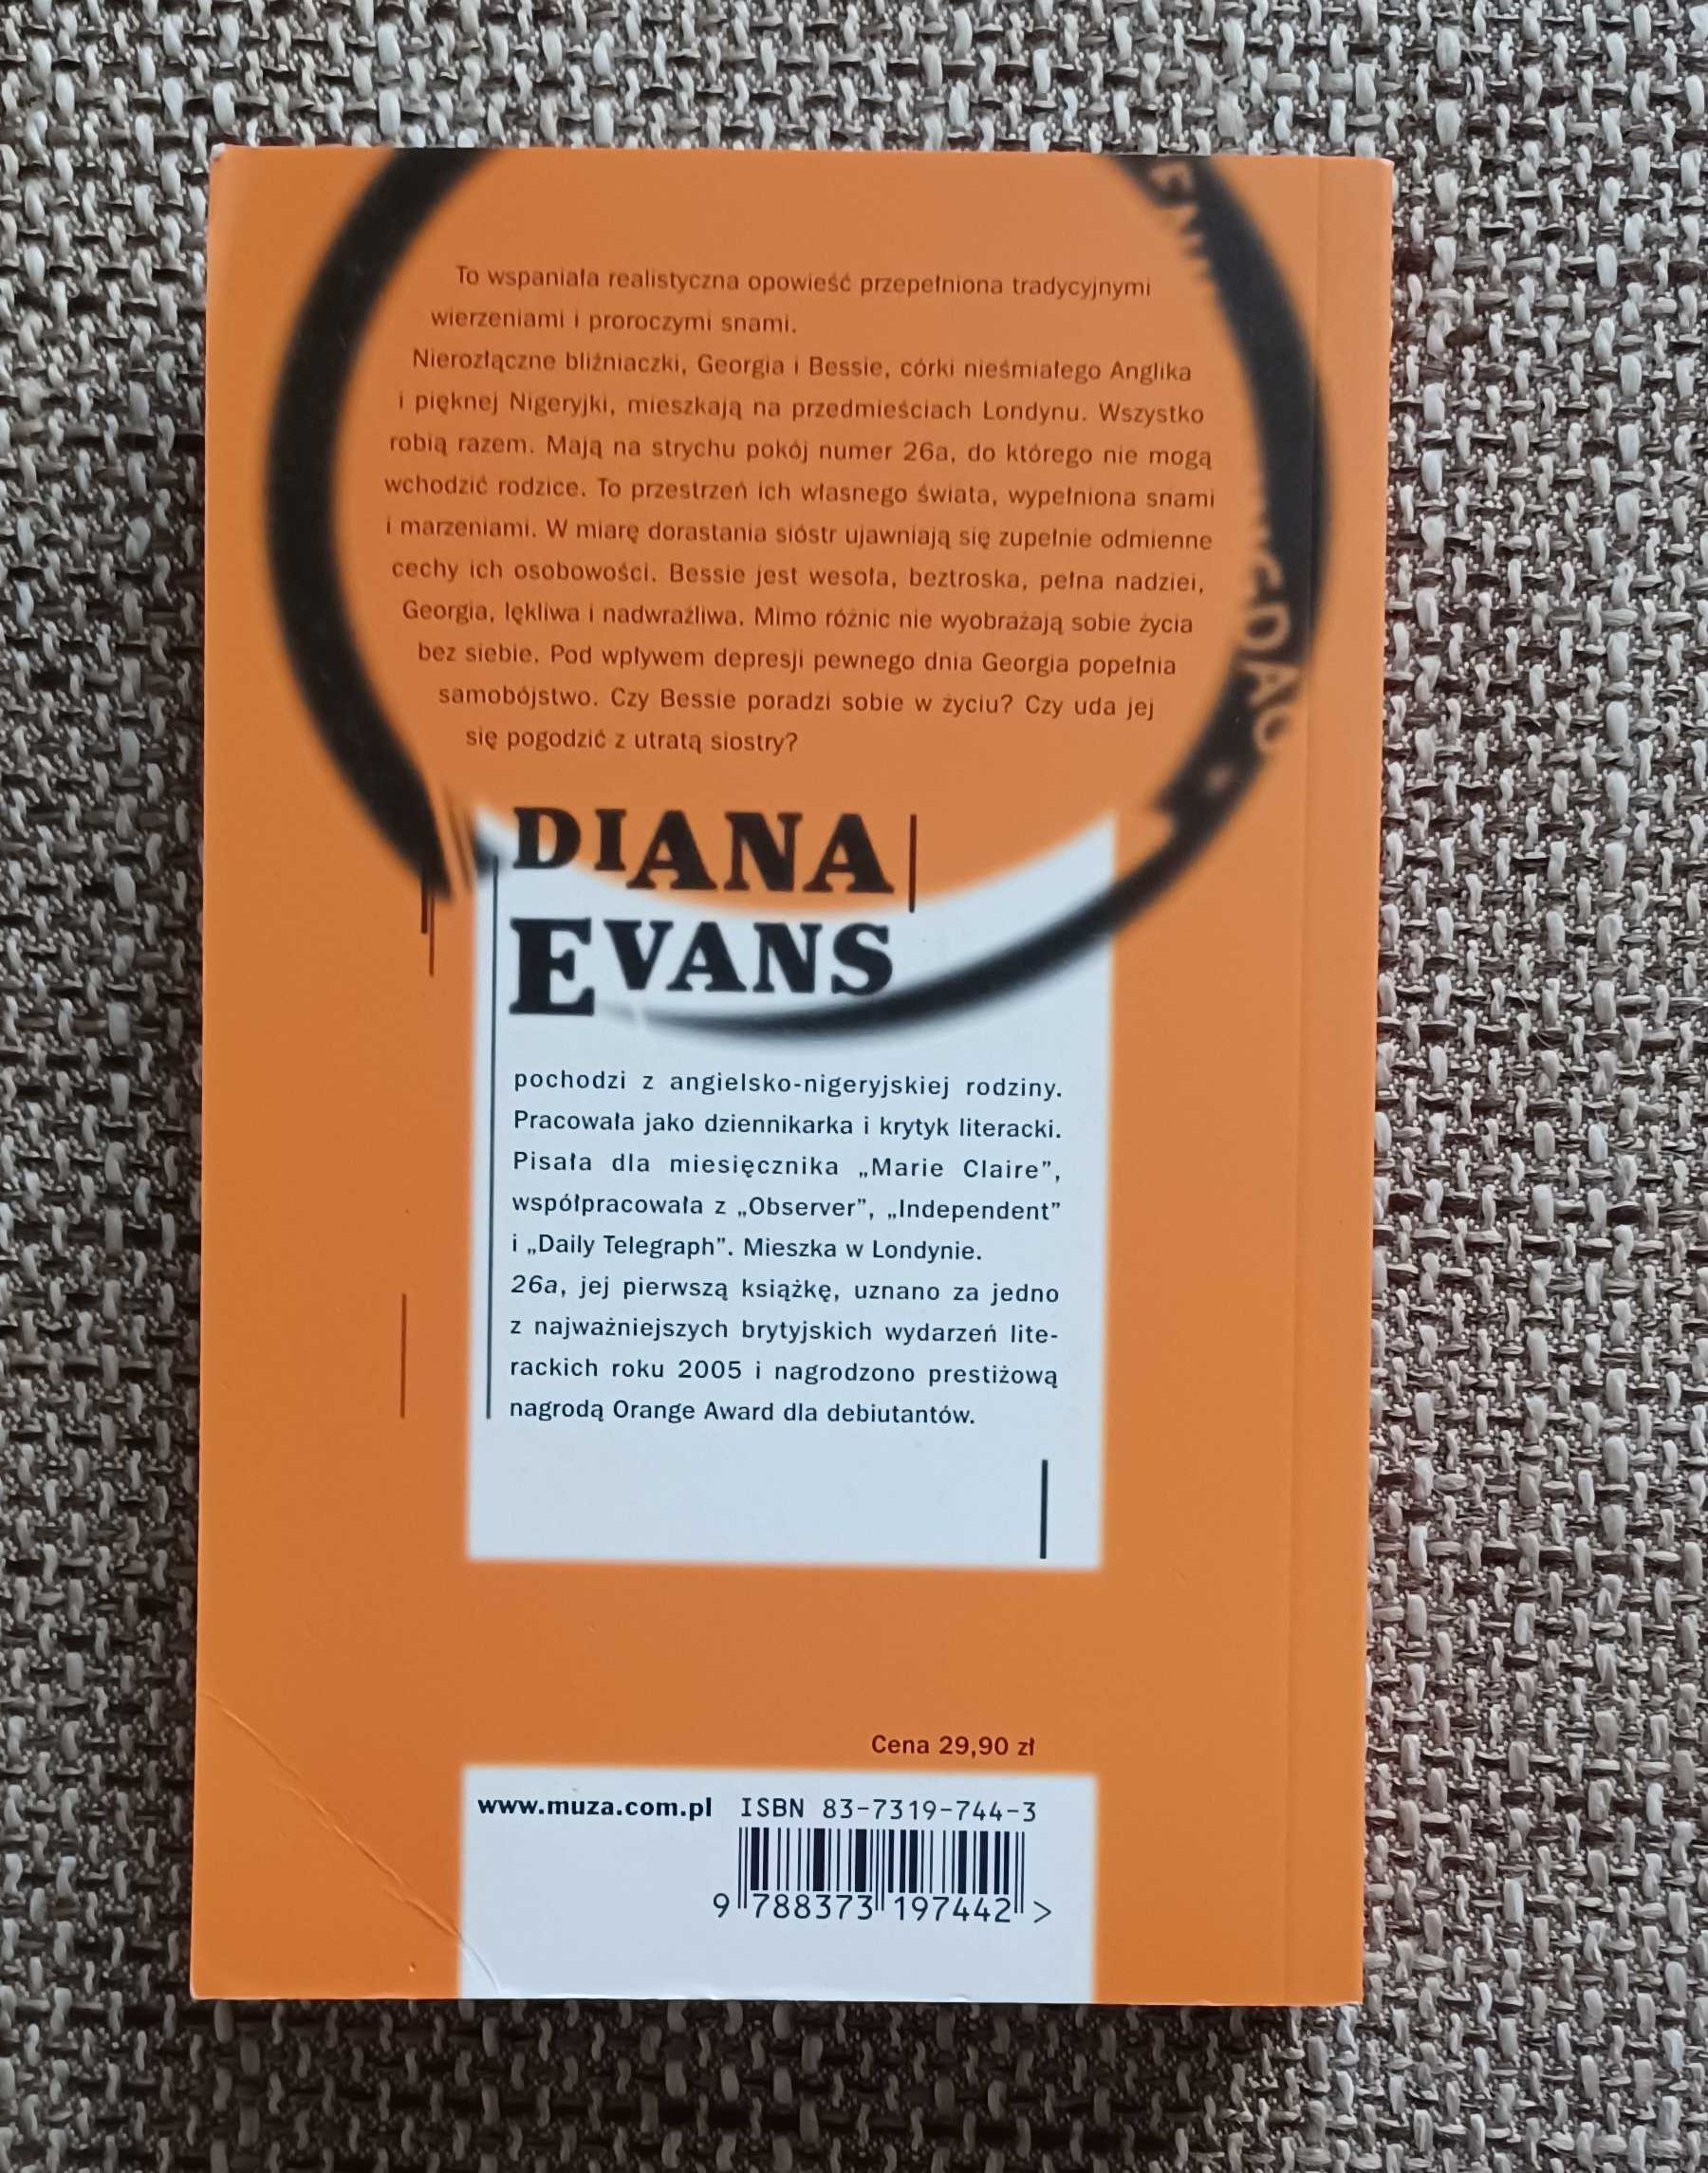 To wspaniała realistyczna opowieść przepełniona tradycyjnymi
wierzeniami i proroczymi snami.
Nierozłączne bliźniaczki, Georgia i Bessie, córki nieśmiałego Anglika
i pięknej Nigeryjki, mieszkają na przedmieściach Londynu. Wszystko
robią razem. Mają na strychu pokój numer 26a, do którego nie mogą
wchodzić rodzice. To przestrzeń ich własnego świata, wypełniona snami
i marzeniami. W miarę dorastania sióstr ujawniają się zupełnie odmienne
cechy ich osobowości. Bessie jest wesoła, beztroska, pełna nadziei,
Georgia, lękliwa i nadwrażliwa. Mimo różnic nie wyobrażają sobie życia
bez siebie. Pod wpływem depresji pewnego dnia Georgia popełnia
samobójstwo. Czy Bessie poradzi sobie w życiu? Czy uda jej
się pogodzić z utratą siostry?
DIANA
EVANS
pochodzi z angielsko-nigeryjskiej rodziny.
Pracowała jako dziennikarka i krytyk literacki.
Pisała dla miesięcznika „Marie Claire”,
współpracowała z „Observer”, „Independent”
i „Daily Telegraph”. Mieszka w Londynie.
26a, jej pierwszą książkę, uznano za jedno
z najważniejszych brytyjskich wydarzeń lite-
rackich roku 2005 i nagrodzono prestiżową
nagrodą Orange Award dla debiutantów.
Cena 29,90 zł
www.muza.com.pl ISBN 83-7319-744-3
9 788373 197442 >